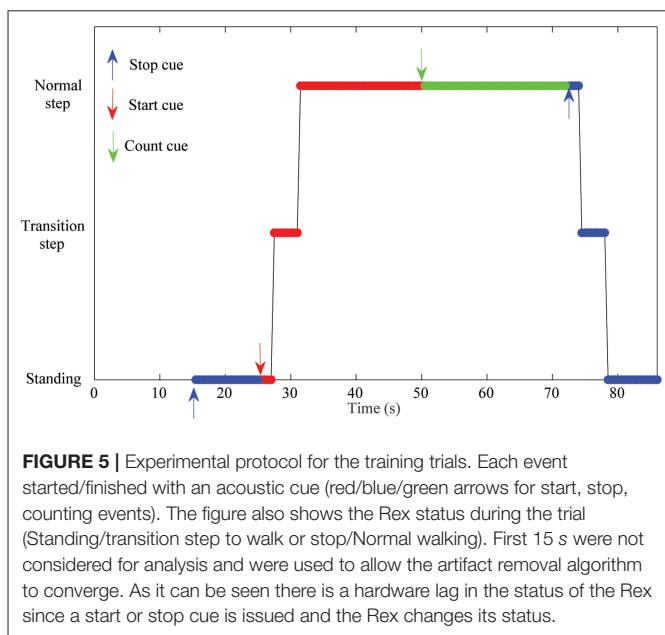 Normal
step
Stop cue
Start cue
Count cue
Transition
step
Standing
0 10 20 30 40 50 60 70 80
Time (s)
FIGURE 5 | Experimental protocol for the training trials. Each event
started/finished with an acoustic cue (red/blue/green arrows for start, stop,
counting events). The figure also shows the Rex status during the trial
(Standing/transition step to walk or stop/Normal walking). First 15 s were not
considered for analysis and were used to allow the artifact removal algorithm
to converge. As it can be seen there is a hardware lag in the status of the Rex
since a start or stop cue is issued and the Rex changes its status.